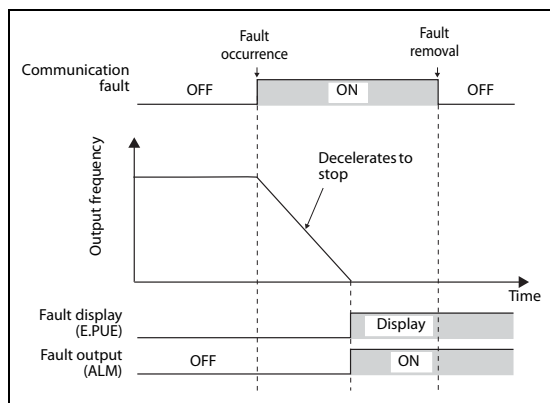 Fault
occurrence
Fault
removal
Communication
fault
OFF
ON
OFF
Output frequency
Decelerates to
stop
Time
Fault display
(E.PUE)
Display
Fault output
(ALM)
OFF
ON